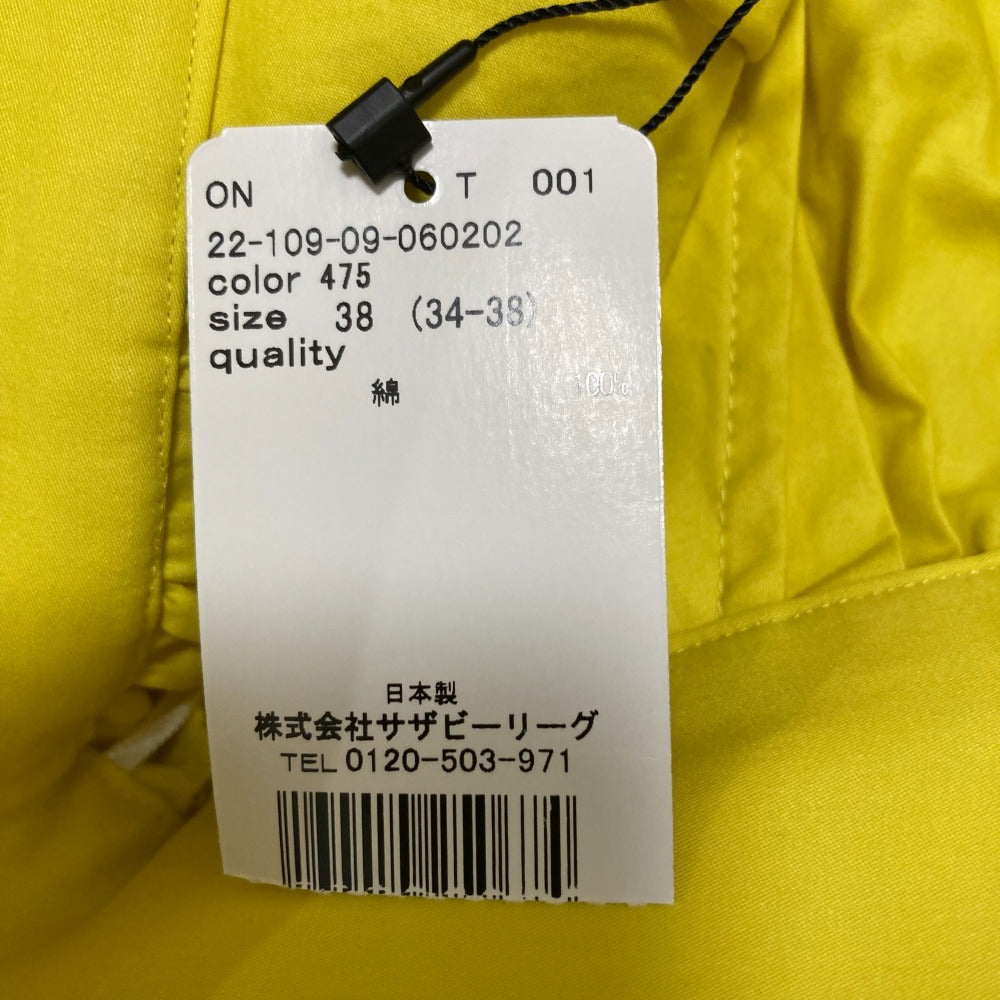 ON T 001
22-109-09-060202
color 475
size 38 (34-38)
quality
綿 100%
日本製
株式会社サザビーリーグ
TEL 0120-503-971